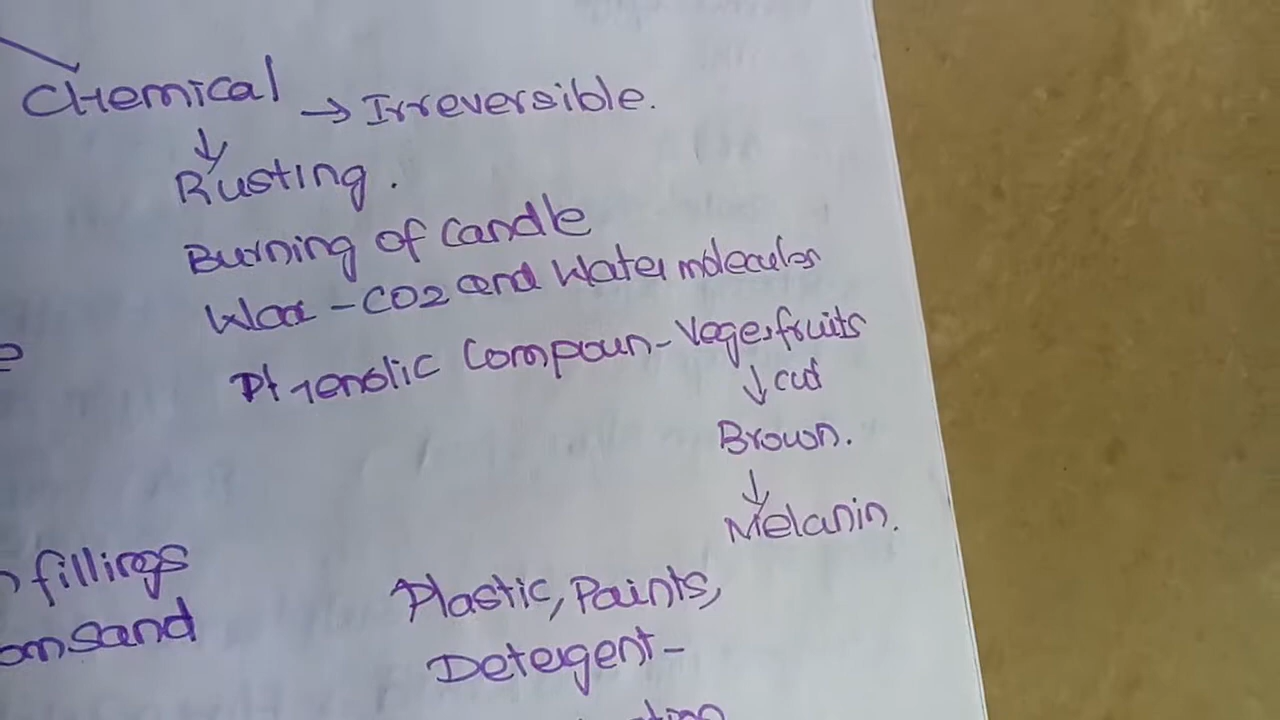 Chemical → Irreversible.
↓
Rusting.
Burning of Candle
Wax - CO2 and Water molecules
Phenolic Compoun - Vege, fruits
↓ cut
Brown.
↓
Melanin.
fillings
sand
Plastic, Paints,
Detergent -